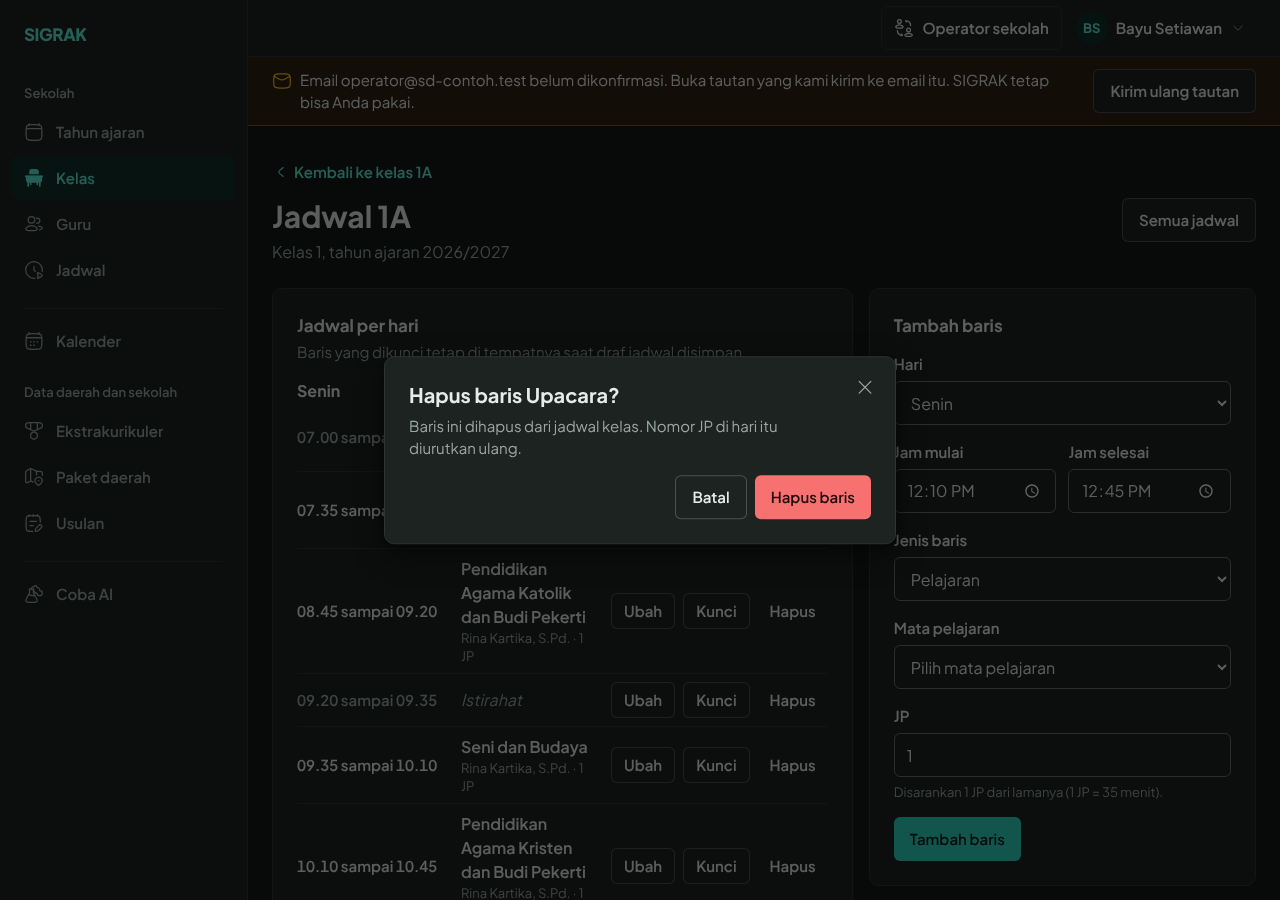 SIGRAK
Operator sekolah
BS
Bayu Setiawan
Email operator@sd-contoh.test belum dikonfirmasi. Buka tautan yang kami kirim ke email itu. SIGRAK tetap
bisa Anda pakai.
Kirim ulang tautan
Sekolah
Tahun ajaran
Kelas
Guru
Jadwal
Kalender
Data daerah dan sekolah
Ekstrakurikuler
Paket daerah
Usulan
Coba AI
Kembali ke kelas 1A
Jadwal 1A
Kelas 1, tahun ajaran 2026/2027
Semua jadwal
Jadwal per hari
Baris yang dikunci tetap di tempatnya saat draf jadwal disimpan.
Senin
07.00 sampa
07.35 sampa
Hapus baris Upacara?
Baris ini dihapus dari jadwal kelas. Nomor JP di hari itu
diurutkan ulang.
Batal
Hapus baris
08.45 sampai 09.20
Pendidikan
Agama Katolik
dan Budi Pekerti
Rina Kartika, S.Pd. · 1
JP
Ubah
Kunci
Hapus
09.20 sampai 09.35
Istirahat
Ubah
Kunci
Hapus
09.35 sampai 10.10
Seni dan Budaya
Rina Kartika, S.Pd. · 1
JP
Ubah
Kunci
Hapus
10.10 sampai 10.45
Pendidikan
Agama Kristen
dan Budi Pekerti
Rina Kartika, S.Pd. · 1
Ubah
Kunci
Hapus
Tambah baris
Hari
Senin
Jam mulai
Jam selesai
12:10 PM
12:45 PM
Jenis baris
Pelajaran
Mata pelajaran
Pilih mata pelajaran
JP
1
Disarankan 1 JP dari lamanya (1 JP = 35 menit).
Tambah baris